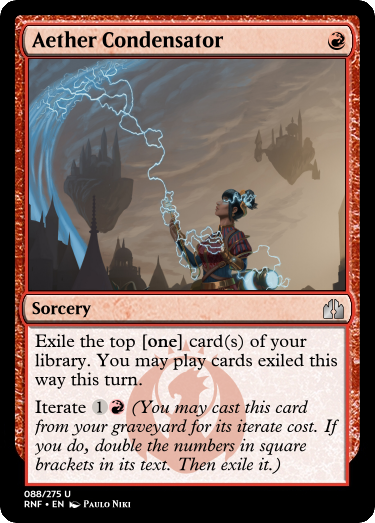 Aether Condensator
Sorcery
Exile the top [one] card(s) of your
library. You may play cards exiled this
way this turn.
Iterate 1 (You may cast this card
from your graveyard for its iterate cost. If
you do, double the numbers in square
brackets in its text. Then exile it.)
088/275 U
RNF • EN Paulo Niki